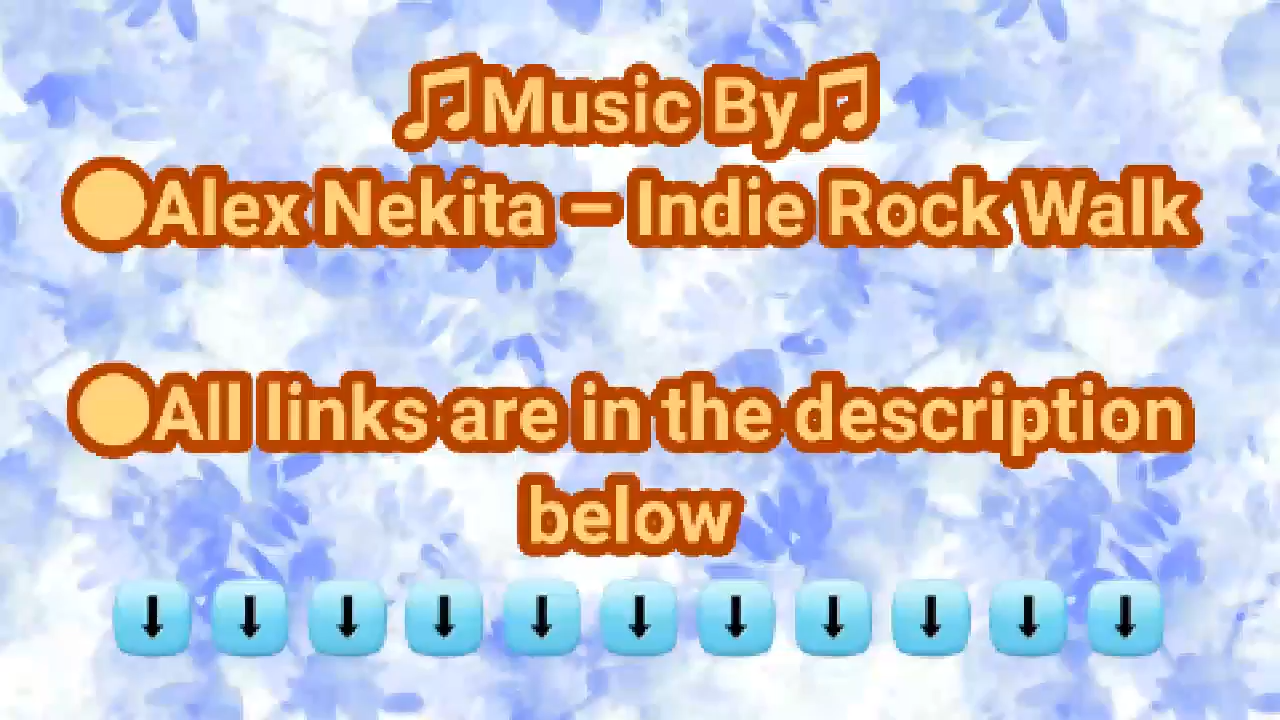 🎵Music By🎵
●Alex Nekita – Indie Rock Walk
●All links are in the description
below
⬇⬇⬇⬇⬇⬇⬇⬇⬇⬇⬇